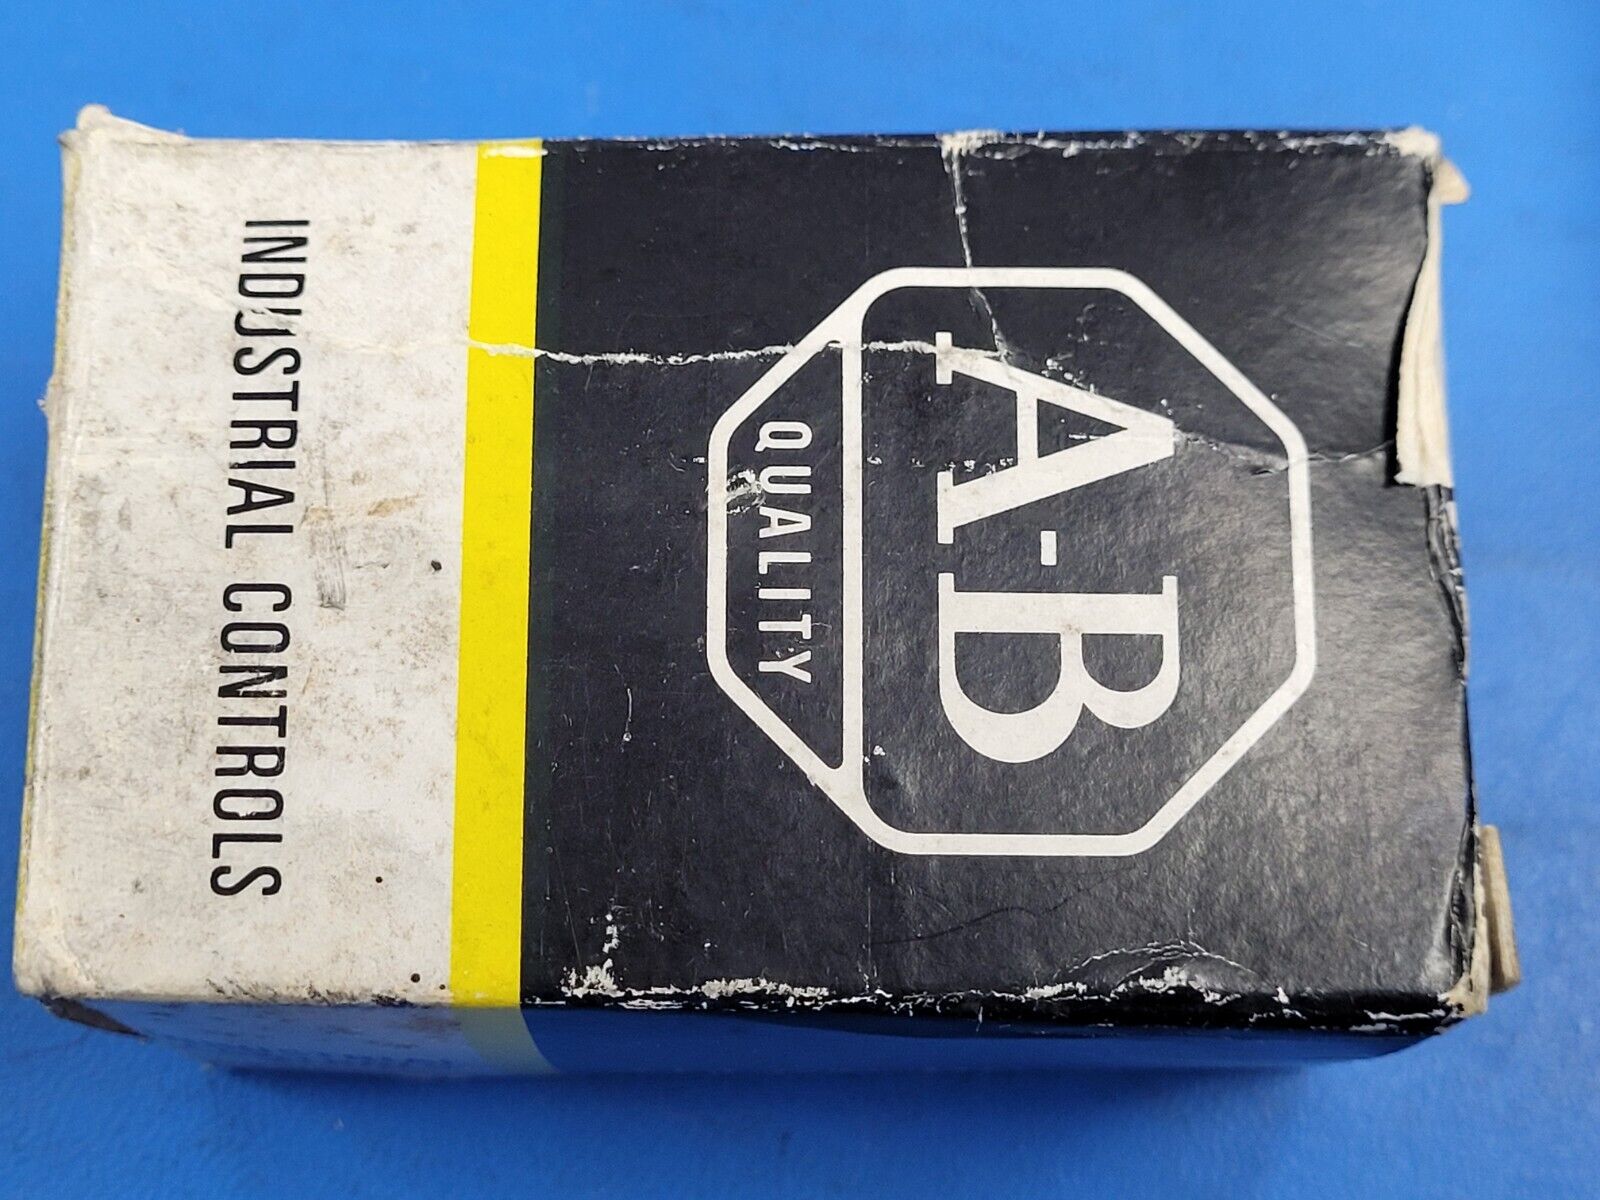 A-B
QUALITY
INDUSTRIAL CONTROLS